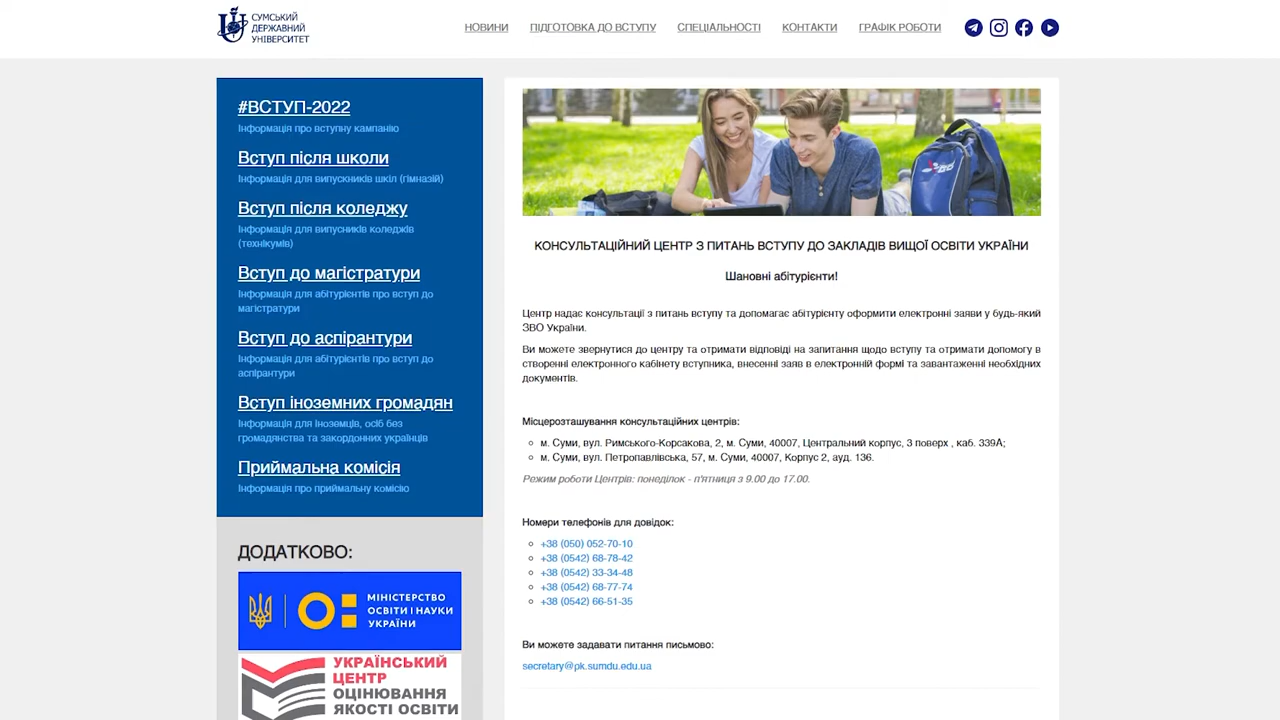 СУМСЬКИЙ
ДЕРЖАВНИЙ
УНІВЕРСИТЕТ
НОВИНИ
ПІДГОТОВКА ДО ВСТУПУ
СПЕЦІАЛЬНОСТІ
КОНТАКТИ
ГРАФІК РОБОТИ
#ВСТУП-2022
Інформація про вступну кампанію
Вступ після школи
Інформація для випускників шкіл (гімназій)
Вступ після коледжу
Інформація для випусників коледжів
(технікумів)
Вступ до магістратури
Інформація для абітурієнтів про вступ до
магістратури
Вступ до аспірантури
Інформація для абітурієнтів про вступ до
аспірантури
Вступ іноземних громадян
Інформація для іноземців, осіб без
громадянства та закордонних українців
Приймальна комісія
Інформація про приймальну комісію
ДОДАТКОВО:
МІНІСТЕРСТВО
ОСВІТИ І НАУКИ
УКРАЇНИ
УКРАЇНСЬКИЙ
ЦЕНТР
ОЦІНЮВАННЯ
ЯКОСТІ ОСВІТИ
КОНСУЛЬТАЦІЙНИЙ ЦЕНТР З ПИТАНЬ ВСТУПУ ДО ЗАКЛАДІВ ВИЩОЇ ОСВІТИ УКРАЇНИ
Шановні абітурієнти!
Центр надає консультації з питань вступу та допомагає абітурієнту оформити електронні заяви у будь-який
ЗВО України.
Ви можете звернутися до центру та отримати відповіді на запитання щодо вступу та отримати допомогу в
створенні електронного кабінету вступника, внесенні заяв в електронній формі та завантаженні необхідних
документів.
Місцерозташування консультаційних центрів:
м. Суми, вул. Римського-Корсакова, 2, м. Суми, 40007, Центральний корпус, 3 поверх , каб. 339А;
м. Суми, вул. Петропавлівська, 57, м. Суми, 40007, Корпус 2, ауд. 136.
Режим роботи Центрів: понеділок - п'ятниця з 9.00 до 17.00.
Номери телефонів для довідок:
+38 (050) 052-70-10
+38 (0542) 68-78-42
+38 (0542) 33-34-48
+38 (0542) 68-77-74
+38 (0542) 66-51-35
Ви можете задавати питання письмово:
secretary@pk.sumdu.edu.ua